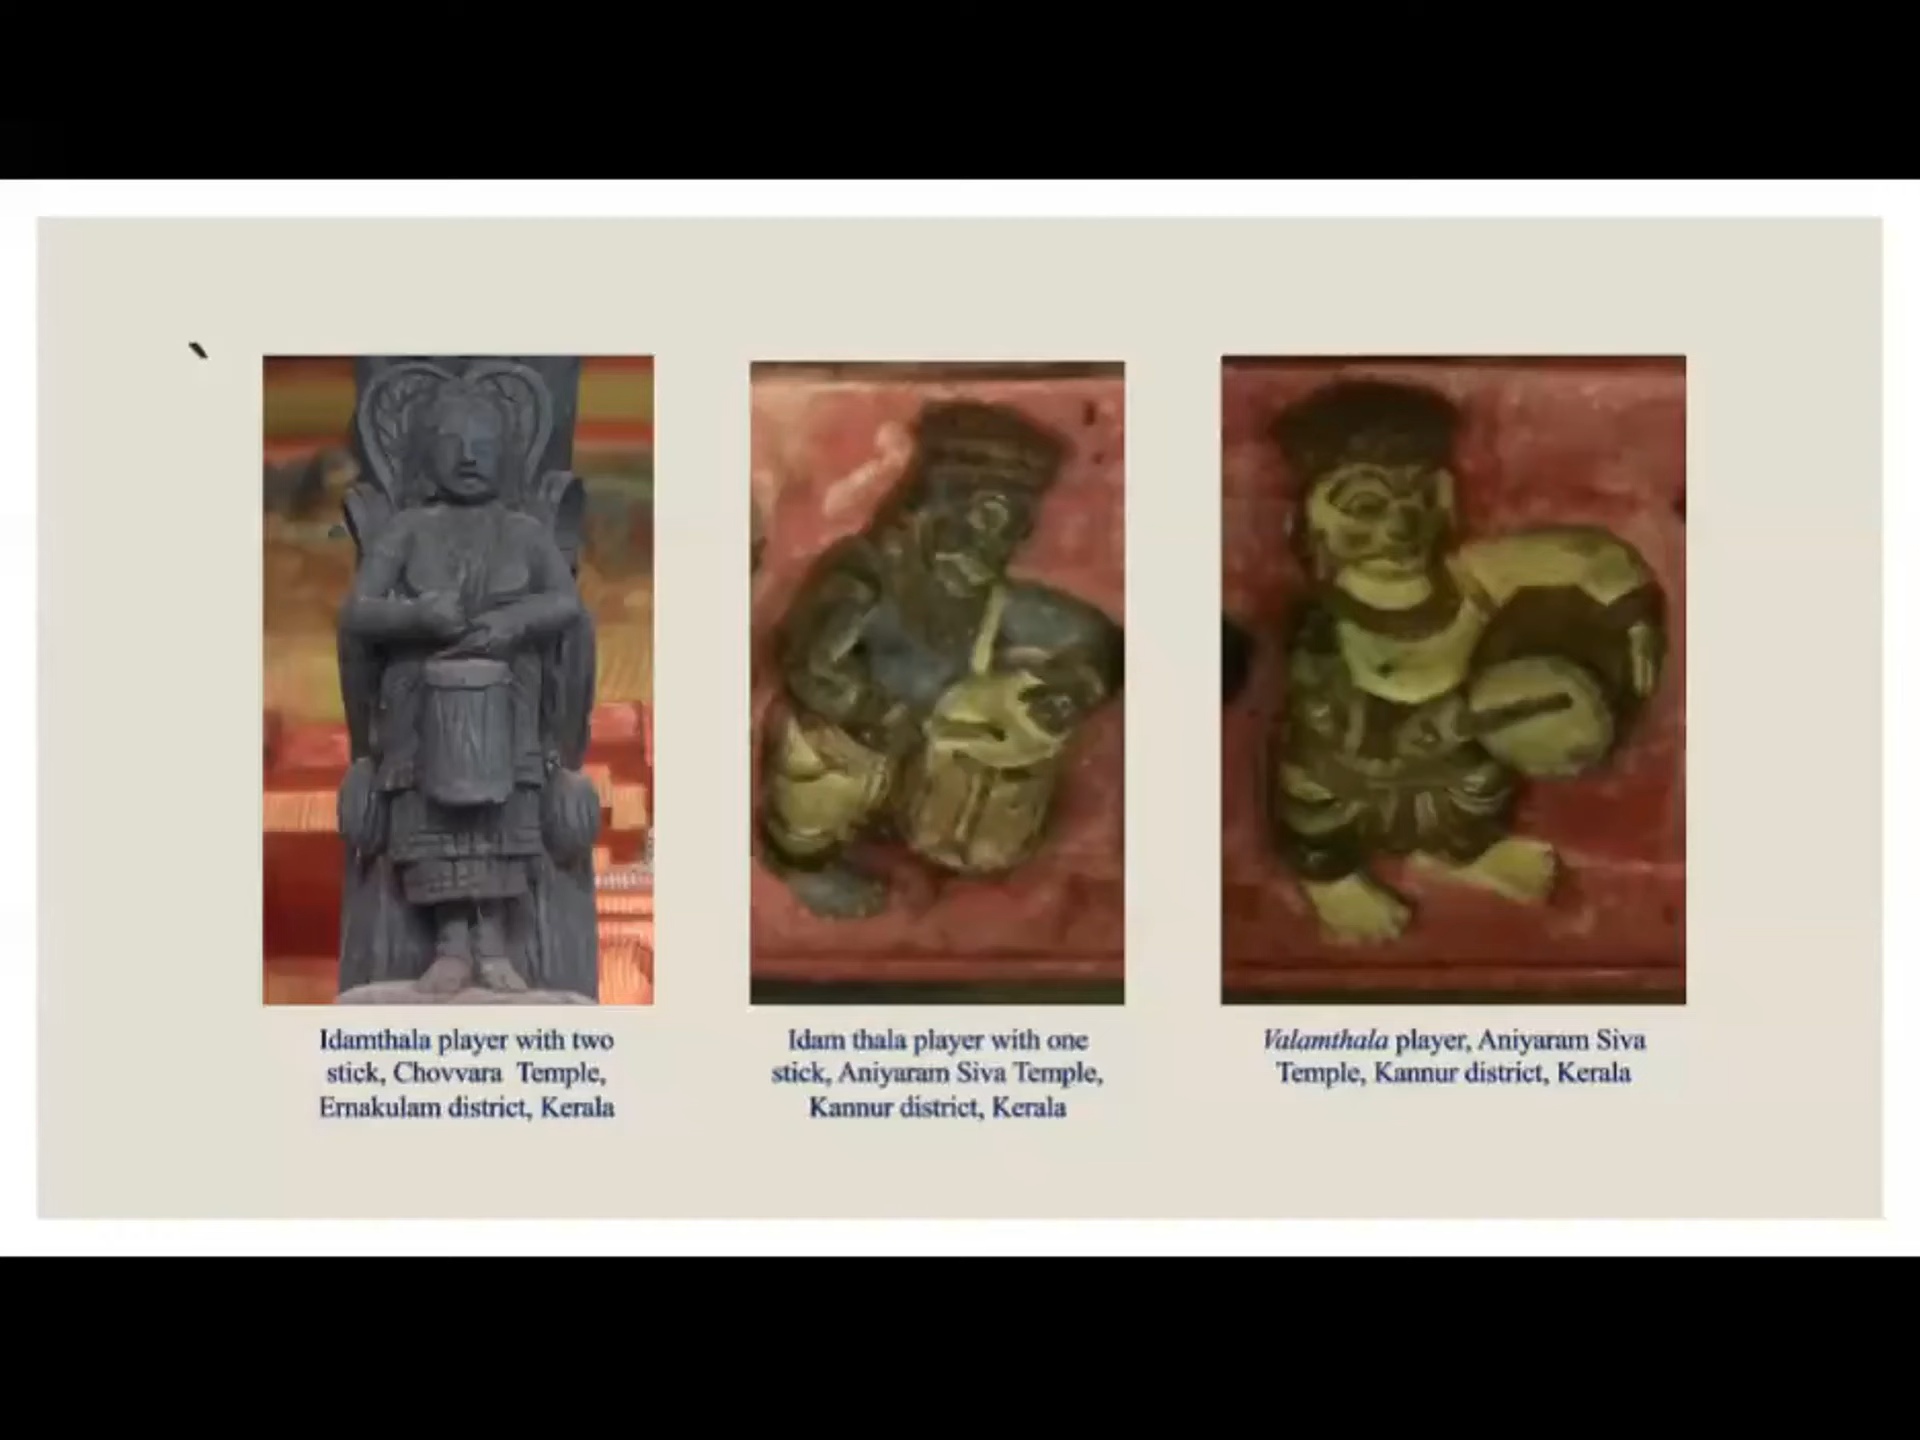 Idamthala player with two
stick, Chovvara Temple,
Ernakulam district, Kerala
Idam thala player with one
stick, Aniyaram Siva Temple,
Kannur district, Kerala
Valamthala player, Aniyaram Siva
Temple, Kannur district, Kerala